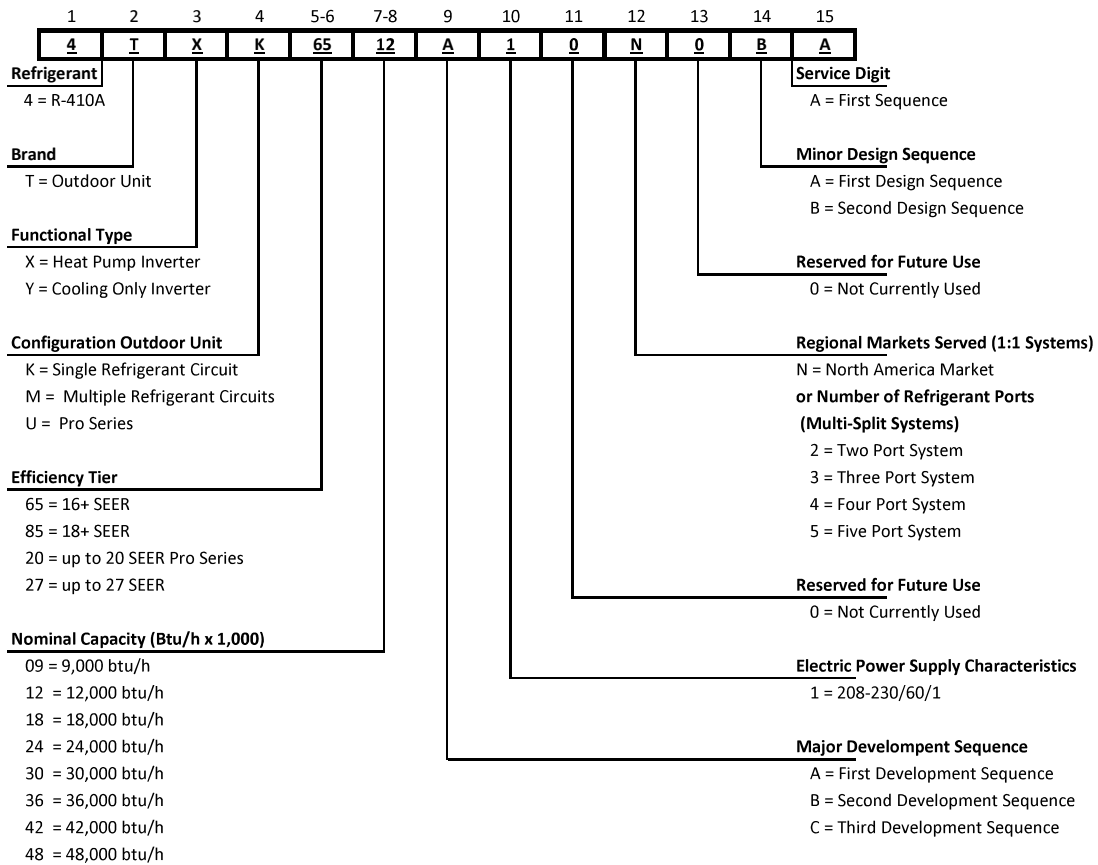 1 2 3 4 5-6 7-8 9 10 11 12 13 14 15
4 T X K 65 12 A 1 0 N 0 B A
Refrigerant
4 = R-410A
Brand
T = Outdoor Unit
Functional Type
X = Heat Pump Inverter
Y = Cooling Only Inverter
Configuration Outdoor Unit
K = Single Refrigerant Circuit
M = Multiple Refrigerant Circuits
U = Pro Series
Efficiency Tier
65 = 16+ SEER
85 = 18+ SEER
20 = up to 20 SEER Pro Series
27 = up to 27 SEER
Nominal Capacity (Btu/h x 1,000)
09 = 9,000 btu/h
12 = 12,000 btu/h
18 = 18,000 btu/h
24 = 24,000 btu/h
30 = 30,000 btu/h
36 = 36,000 btu/h
42 = 42,000 btu/h
48 = 48,000 btu/h
Service Digit
A = First Sequence
Minor Design Sequence
A = First Design Sequence
B = Second Design Sequence
Reserved for Future Use
0 = Not Currently Used
Regional Markets Served (1:1 Systems)
N = North America Market
or Number of Refrigerant Ports
(Multi-Split Systems)
2 = Two Port System
3 = Three Port System
4 = Four Port System
5 = Five Port System
Reserved for Future Use
0 = Not Currently Used
Electric Power Supply Characteristics
1 = 208-230/60/1
Major Develompent Sequence
A = First Development Sequence
B = Second Development Sequence
C = Third Development Sequence